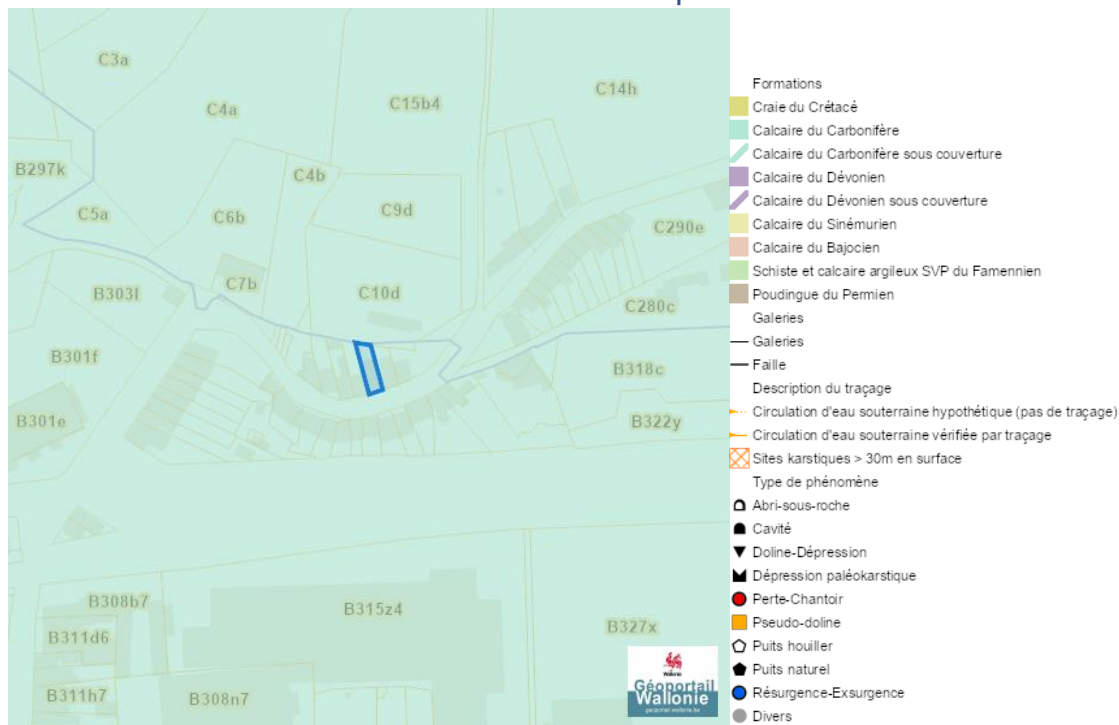 C3a
C4a
C15b4
C14h
B297k
C4b
C5a
C6b
C9d
C290e
C7b
B303l
C10d
C280c
B301f
B318c
B301e
B322y
B308b7
B315z4
B311d6
B327x
B311h7
B308n7
Wallonie
Géoportail
Wallonie
geoportail.wallonie.be
Formations
Craie du Crétacé
Calcaire du Carbonifère
Calcaire du Carbonifère sous couverture
Calcaire du Dévonien
Calcaire du Dévonien sous couverture
Calcaire du Sinémurien
Calcaire du Bajocien
Schiste et calcaire argileux SVP du Famennien
Poudingue du Permien
Galeries
Galeries
Faille
Description du traçage
Circulation d'eau souterraine hypothétique (pas de traçage)
Circulation d'eau souterraine vérifiée par traçage
Sites karstiques > 30m en surface
Type de phénomène
Abri-sous-roche
Cavité
Doline-Dépression
Dépression paléokarstique
Perte-Chantoir
Pseudo-doline
Puits houiller
Puits naturel
Résurgence-Exsurgence
Divers